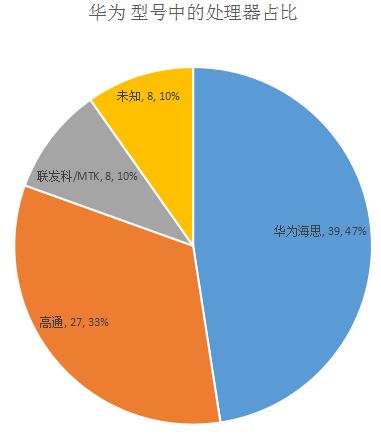 华为 型号中的处理器占比
未知, 8, 10%
联发科/MTK, 8, 10%
华为海思, 39, 47%
高通, 27, 33%